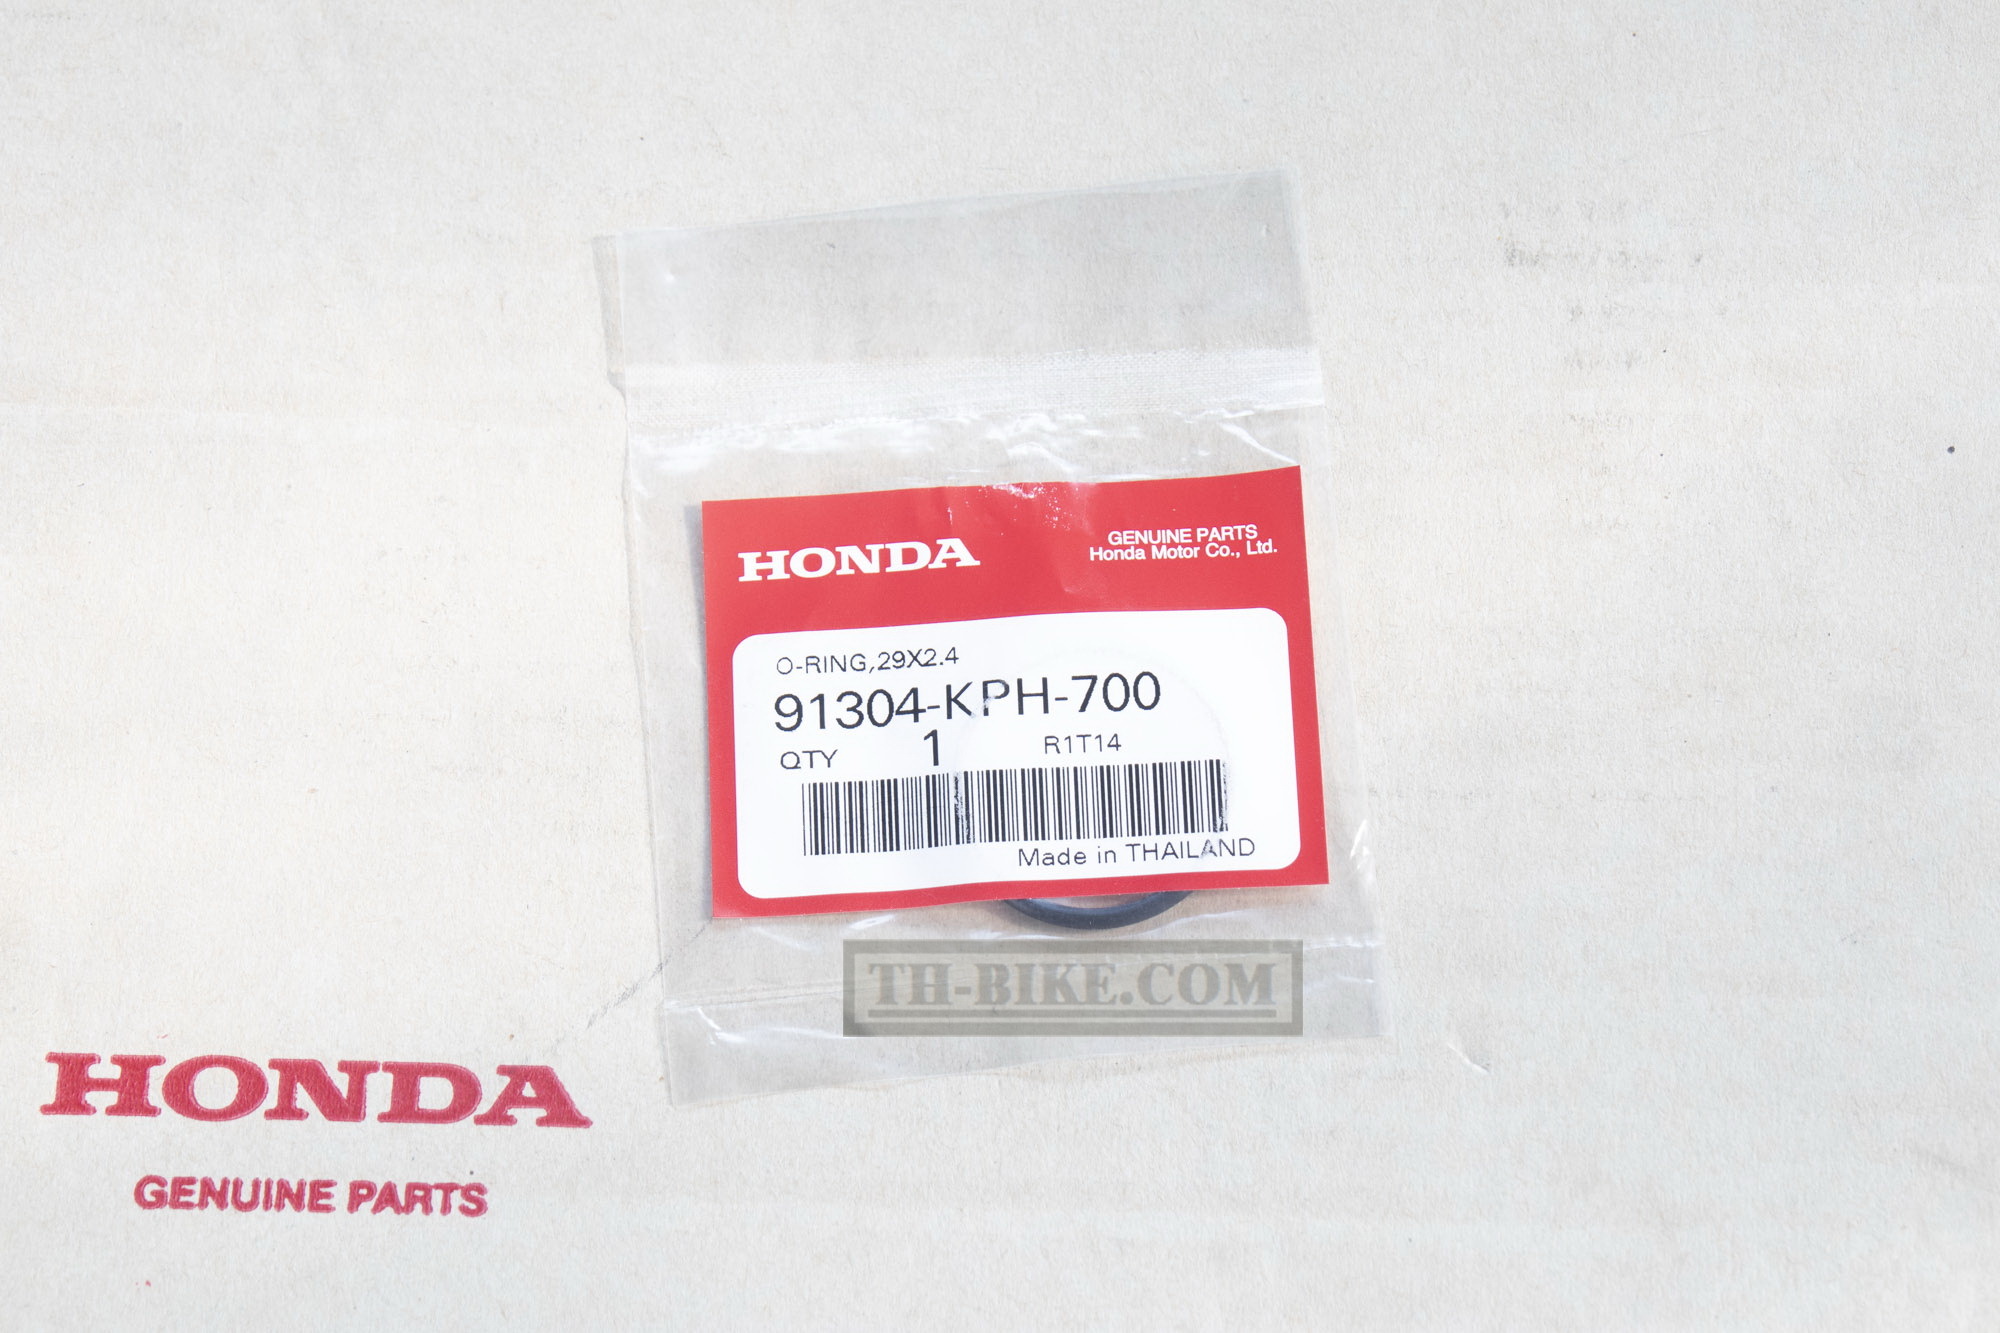 HONDA
GENUINE PARTS
Honda Motor Co., Ltd.
O-RING,29X2.4
91304-KPH-700
QTY 1 R1T14
Made in THAILAND
TH-BIKE.COM
HONDA
GENUINE PARTS